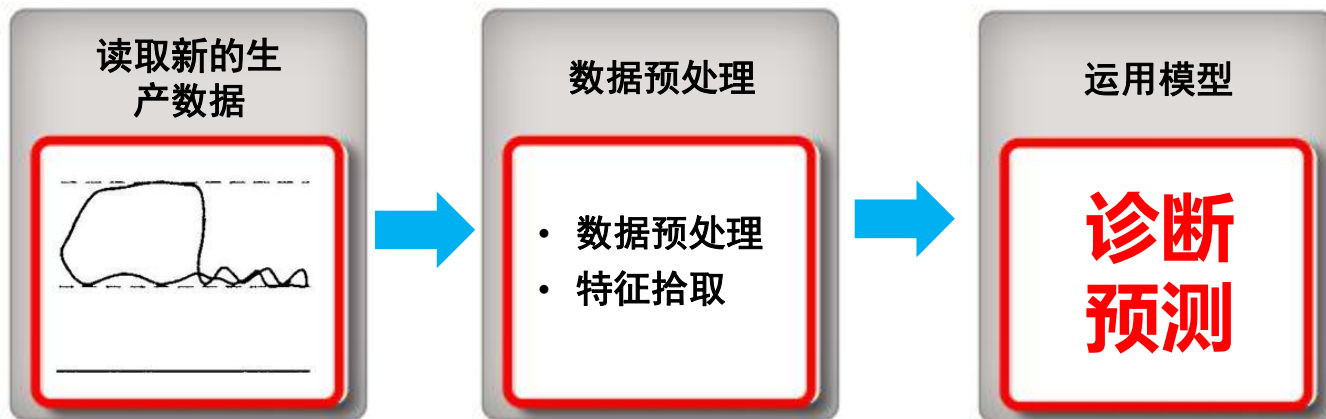 读取新的生
产数据
数据预处理
• 数据预处理
• 特征拾取
运用模型
诊断
预测